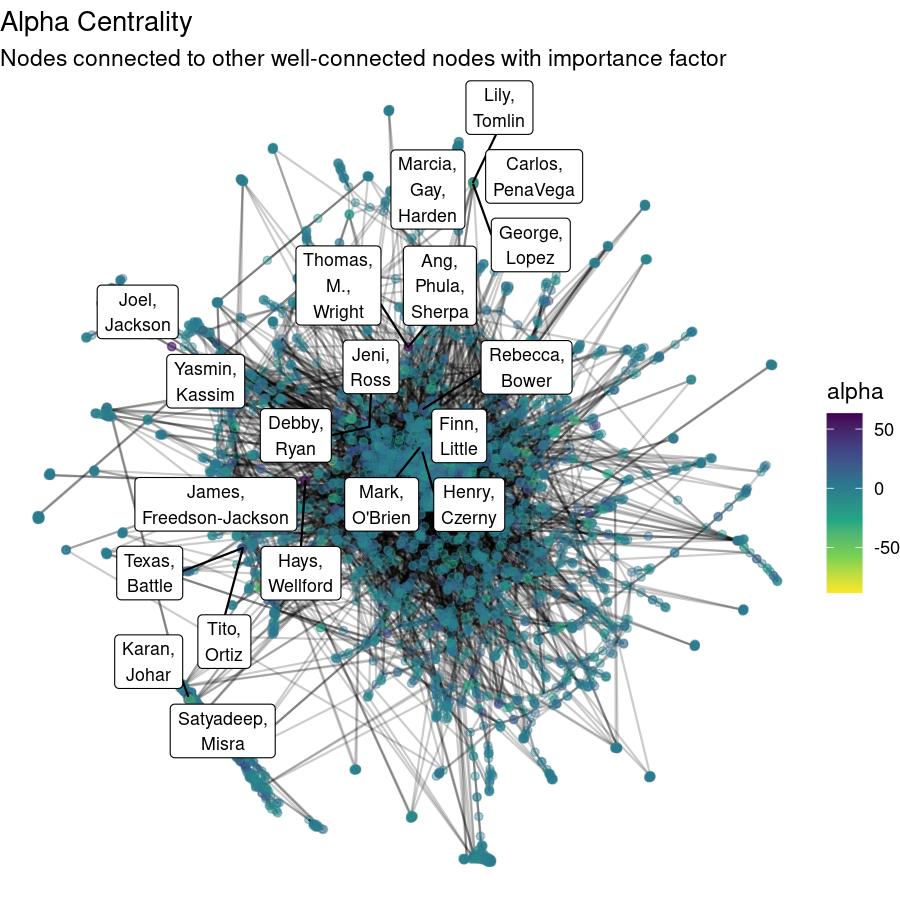 Alpha Centrality
Nodes connected to other well-connected nodes with importance factor
Lily,
Tomlin
Marcia,
Gay,
Harden
Carlos,
PenaVega
George,
Lopez
Thomas,
M.,
Wright
Ang,
Phula,
Sherpa
Joel,
Jackson
Jeni,
Ross
Rebecca,
Bower
Yasmin,
Kassim
Debby,
Ryan
Finn,
Little
James,
Freedson-Jackson
Mark,
O'Brien
Henry,
Czerny
Texas,
Battle
Hays,
Wellford
Tito,
Ortiz
Karan,
Johar
Satyadeep,
Misra
alpha
50
0
-50